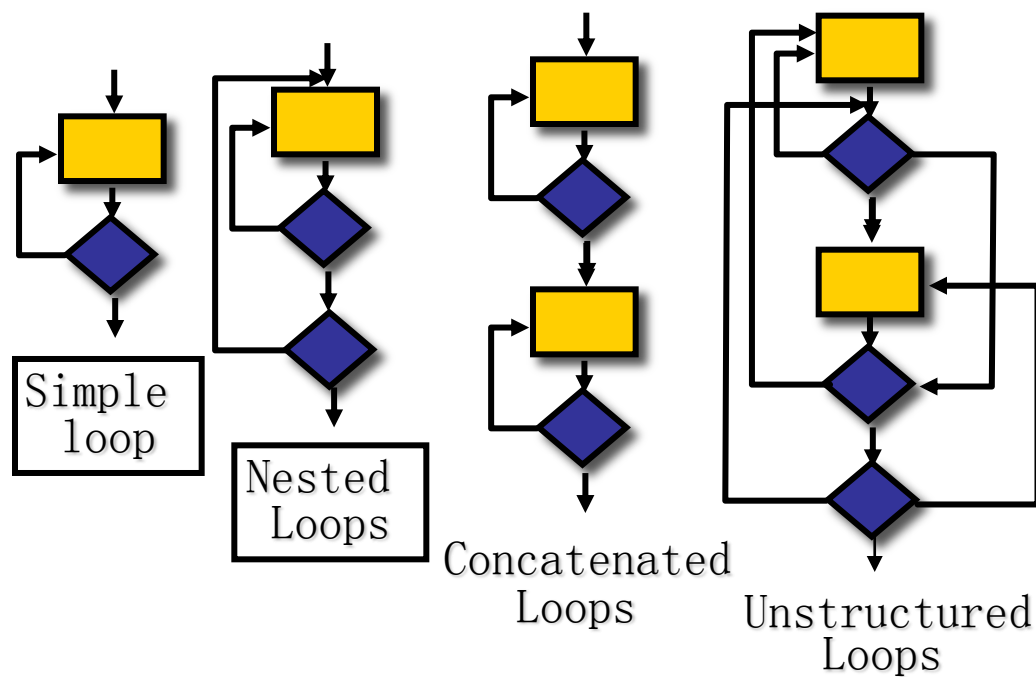 Simple
loop
Nested
Loops
Concatenated
Loops
Unstructured
Loops